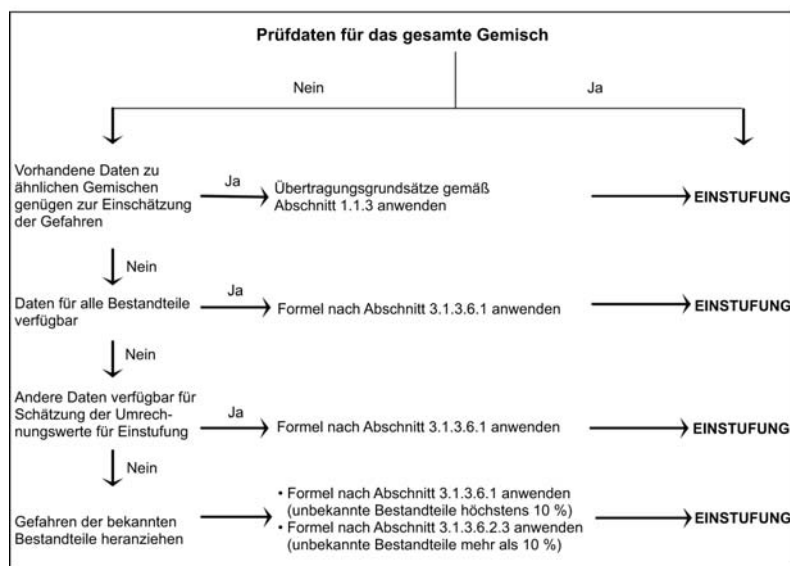 Prüfdaten für das gesamte Gemisch
Nein
Ja
Vorhandene Daten zu
ähnlichen Gemischen
genügen zur Einschätzung
der Gefahren
Ja
Übertragungsgrundsätze gemäß
Abschnitt 1.1.3 anwenden
EINSTUFUNG
Nein
Daten für alle Bestandteile
verfügbar
Ja
Formel nach Abschnitt 3.1.3.6.1 anwenden
EINSTUFUNG
Nein
Andere Daten verfügbar für
Schätzung der Umrech-
nungswerte für Einstufung
Ja
Formel nach Abschnitt 3.1.3.6.1 anwenden
EINSTUFUNG
Nein
Gefahren der bekannten
Bestandteile heranziehen
• Formel nach Abschnitt 3.1.3.6.1 anwenden
(unbekannte Bestandteile höchstens 10 %)
• Formel nach Abschnitt 3.1.3.6.2.3 anwenden
(unbekannte Bestandteile mehr als 10 %)
EINSTUFUNG